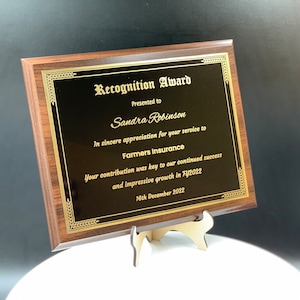 Recognition Award
Presented to
Sandra Robinson
In sincere appreciation for your service to
Farmers Insurance
Your contribution was key to our continued success
and impressive growth in FY2022
14th December 2022